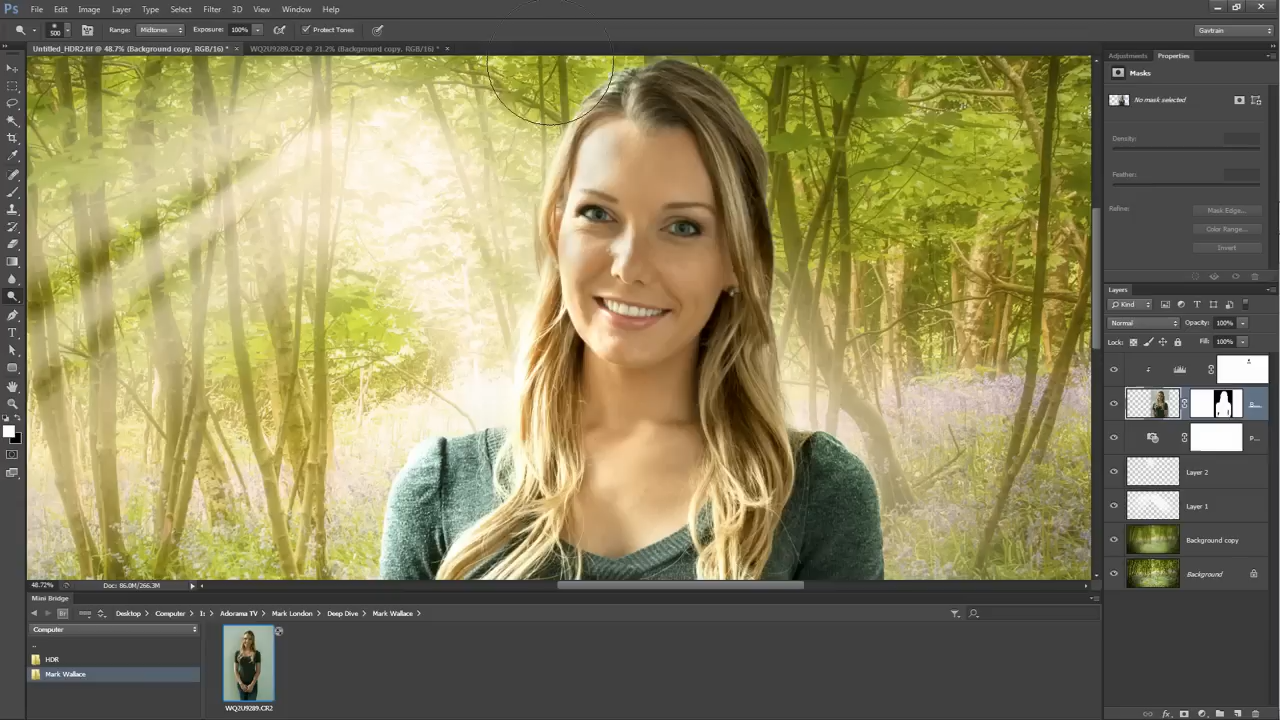 Ps File Edit Image Layer Type Select Filter 3D View Window Help
500 Range: Midtones Exposure: 100% Protect Tones Gavtrain
Untitled_HDR2.tif @ 48.7% (Background copy, RGB/16) * × WQ2U9289.CR2 @ 21.2% (Background copy, RGB/16*) * ×
Adjustments Properties
Masks
No mask selected
Density:
Feather:
Refine: Mask Edge...
Color Range...
Invert
Layers
Kind
Normal Opacity: 100%
Lock: Fill: 100%
Layer 2
Layer 1
Background copy
Background
48.72% Doc: 86.0M/266.3M
Mini Bridge
Br Desktop Computer I: Adorama TV Mark London Deep Dive Mark Wallace
Computer
..
HDR
Mark Wallace
WQ2U9289.CR2